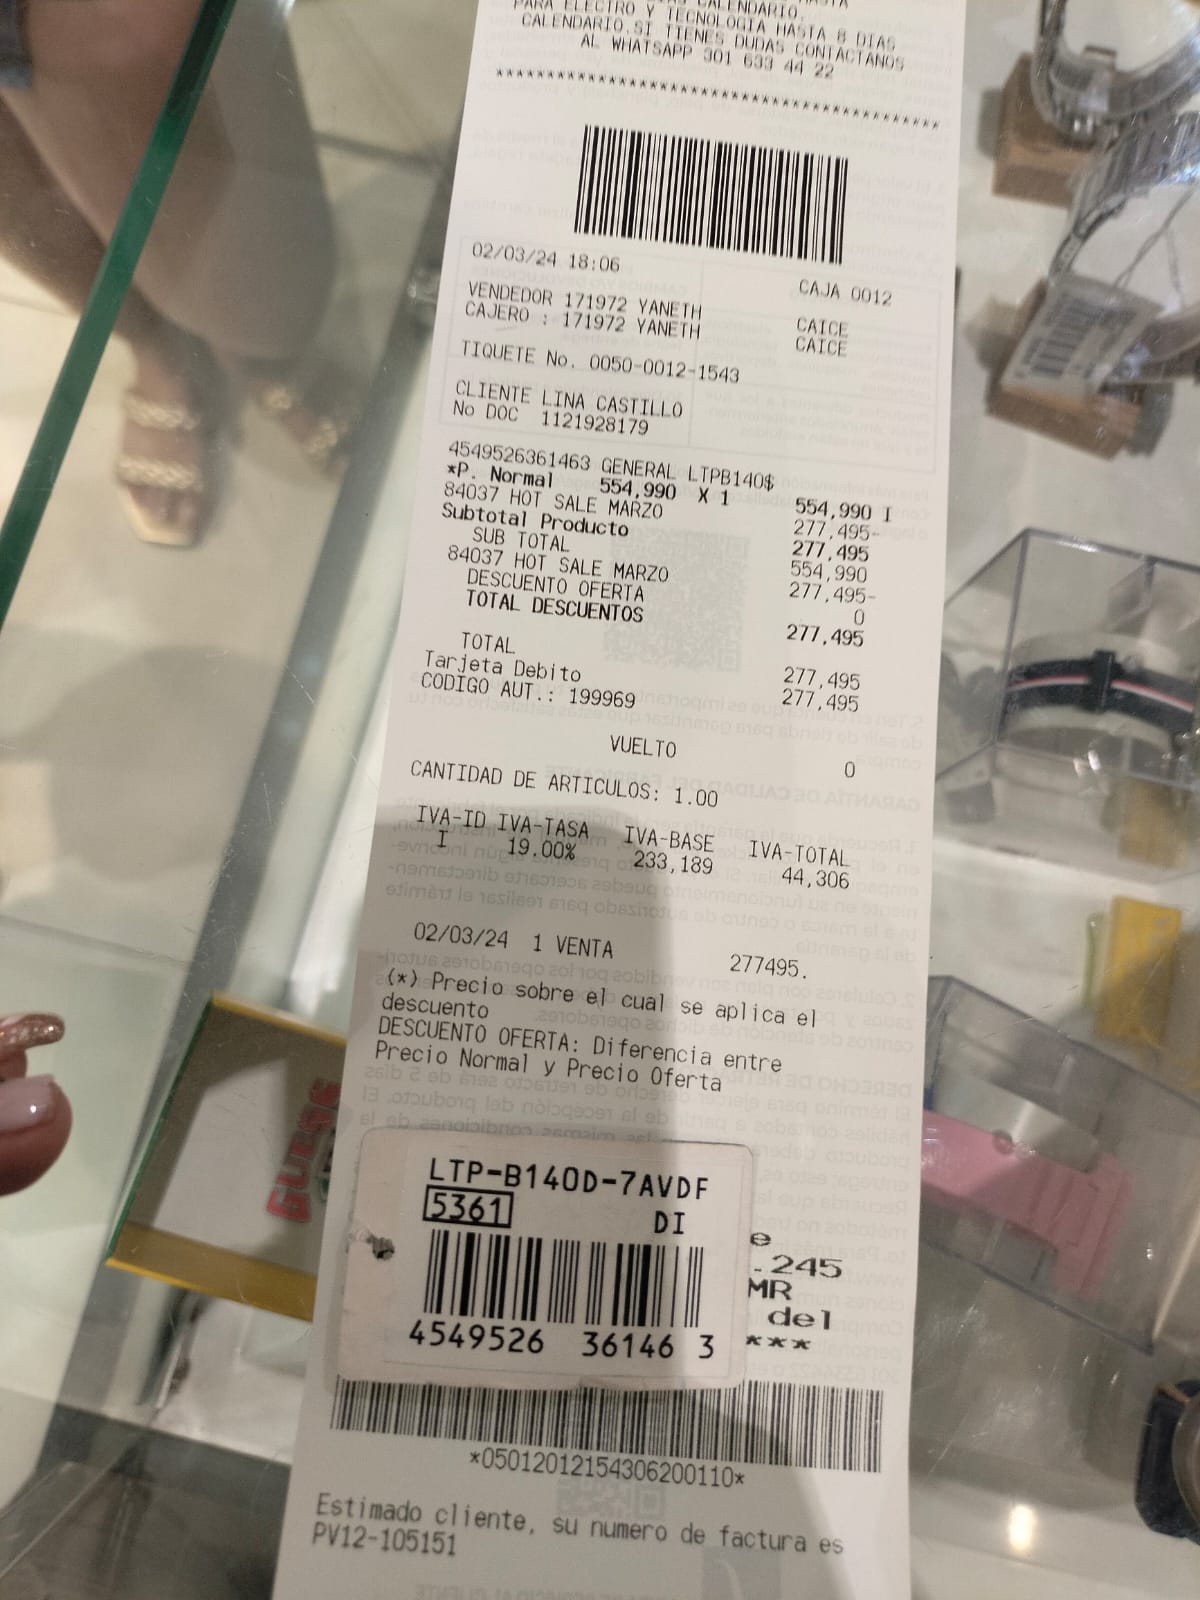 CALENDARIO.
PARA ELECTRO Y TECNOLOGIA HASTA 8 DIAS
CALENDARIO.SI TIENES DUDAS CONTACTANOS
AL WHATSAPP 301 633 44 22
****************************************
02/03/24 18:06 CAJA 0012
VENDEDOR 171972 YANETH CAICE
CAJERO : 171972 YANETH CAICE
TIQUETE No. 0050-0012-1543
CLIENTE LINA CASTILLO
No DOC 1121928179
4549526361463 GENERAL LTPB140$
*P. Normal 554,990 X 1 554,990 I
84037 HOT SALE MARZO 277,495-
Subtotal Producto 277,495
SUB TOTAL 554,990
84037 HOT SALE MARZO 277,495-
DESCUENTO OFERTA 0
TOTAL DESCUENTOS 277,495
TOTAL 277,495
Tarjeta Debito 277,495
CODIGO AUT.: 199969
VUELTO 0
CANTIDAD DE ARTICULOS: 1.00
IVA-ID IVA-TASA IVA-BASE IVA-TOTAL
I 19.00% 233,189 44,306
02/03/24 1 VENTA 277495.
(*) Precio sobre el cual se aplica el
descuento
DESCUENTO OFERTA: Diferencia entre
Precio Normal y Precio Oferta
LTP-B140D-7AVDF
5361 DI
4549526 36146 3
e
.245
MR
del
***
*05012012154306200110*
Estimado cliente, su numero de factura es
PV12-105151
GUESS